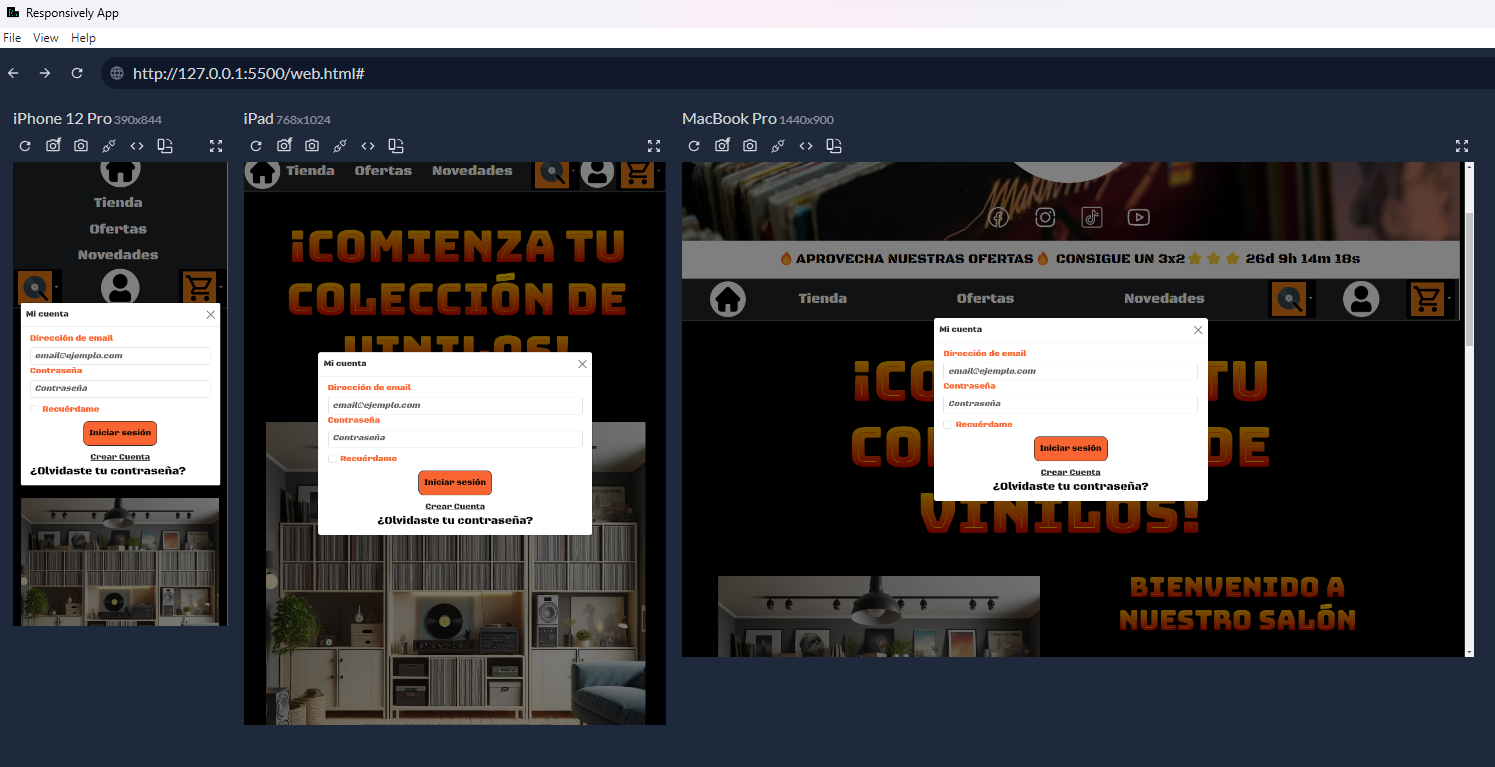 Responsively App
File View Help
http://127.0.0.1:5500/web.html#
iPhone 12 Pro 390x844
Tienda
Ofertas
Novedades
Mi cuenta
Dirección de email
email@ejemplo.com
Contraseña
Contraseña
Recuérdame
Iniciar sesión
Crear Cuenta
¿Olvidaste tu contraseña?
iPad 768x1024
Tienda Ofertas Novedades
¡COMIENZA TU
COLECCIÓN DE
VINILOS!
Mi cuenta
Dirección de email
email@ejemplo.com
Contraseña
Contraseña
Recuérdame
Iniciar sesión
Crear Cuenta
¿Olvidaste tu contraseña?
MacBook Pro 1440x900
🔥 APROVECHA NUESTRAS OFERTAS 🔥 CONSIGUE UN 3x2 ⭐ ⭐ ⭐ 26d 9h 14m 18s
Tienda Ofertas Novedades
¡CO TU
CO DE
VINILOS!
Mi cuenta
Dirección de email
email@ejemplo.com
Contraseña
Contraseña
Recuérdame
Iniciar sesión
Crear Cuenta
¿Olvidaste tu contraseña?
BIENVENIDO A
NUESTRO SALÓN